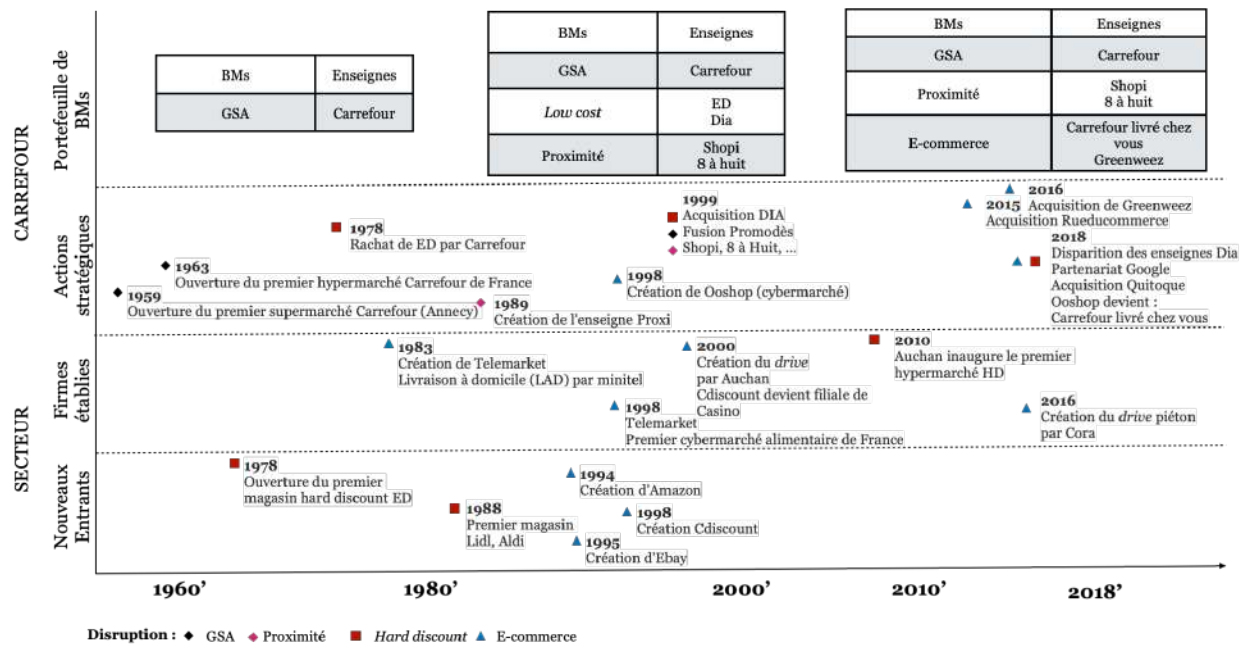 CARREFOUR
Portefeuille de
BMs
BMs Enseignes
GSA Carrefour
BMs Enseignes
GSA Carrefour
Low cost ED
Dia
Proximité Shopi
8 à huit
BMs Enseignes
GSA Carrefour
Proximité Shopi
8 à huit
E-commerce Carrefour livré chez
vous
Greenweez
Actions
stratégiques
1959
Ouverture du premier supermarché Carrefour (Annecy)
1963
Ouverture du premier hypermarché Carrefour de France
1978
Rachat de ED par Carrefour
1989
Création de l'enseigne Proxi
1998
Création de Ooshop (cybermarché)
1999
Acquisition DIA
Fusion Promodès
Shopi, 8 à Huit, ...
2015
Acquisition Rueducommerce
2016
Acquisition de Greenweez
2018
Disparition des enseignes Dia
Partenariat Google
Acquisition Quitoque
Ooshop devient :
Carrefour livré chez vous
SECTEUR
Firmes
établies
1983
Création de Telemarket
Livraison à domicile (LAD) par minitel
1998
Telemarket
Premier cybermarché alimentaire de France
2000
Création du drive
par Auchan
Cdiscount devient filiale de
Casino
2010
Auchan inaugure le premier
hypermarché HD
2016
Création du drive piéton
par Cora
Nouveaux
Entrants
1978
Ouverture du premier
magasin hard discount ED
1988
Premier magasin
Lidl, Aldi
1994
Création d'Amazon
1998
Création Cdiscount
1995
Création d'Ebay
1960’ 1980’ 2000’ 2010’ 2018’
Disruption : GSA Proximité Hard discount E-commerce